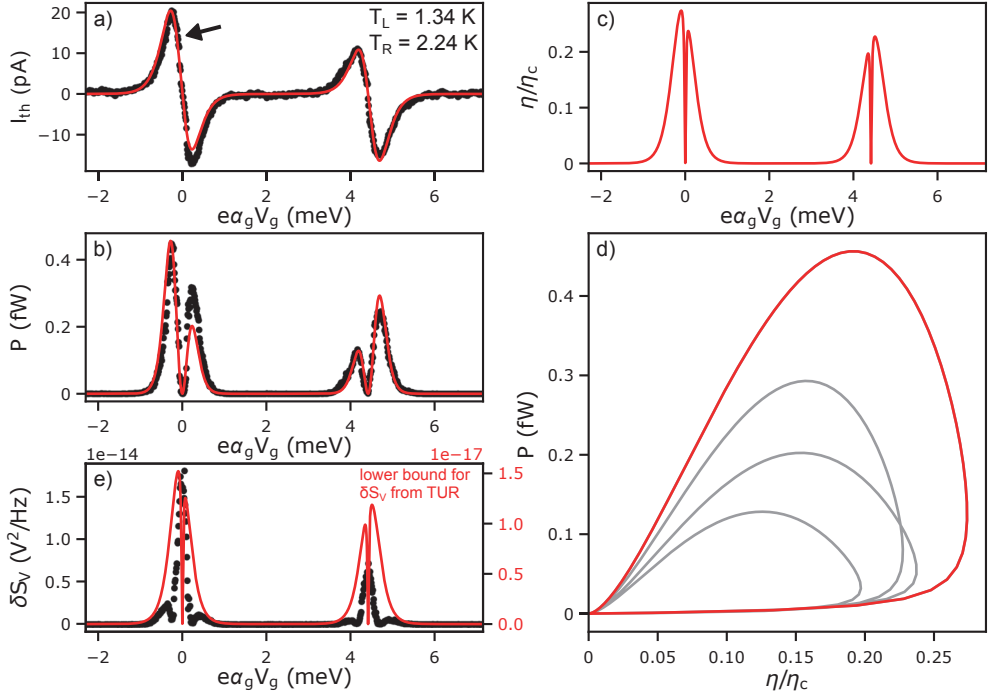 a)
T_L = 1.34 K
T_R = 2.24 K
I_th (pA)
20
10
0
−10
−2 0 2 4 6
eα_gV_g (meV)
b)
P (fW)
0.4
0.2
0
−2 0 2 4 6
eα_gV_g (meV)
1e-14
1e-17
e)
lower bound for
δS_V from TUR
δS_V (V²/Hz)
1.5
1.0
0.5
0
1.5
1.0
0.5
0.0
−2 0 2 4 6
eα_gV_g (meV)
c)
η/η_c
0.2
0.1
0
−2 0 2 4 6
eα_gV_g (meV)
d)
P (fW)
0.4
0.3
0.2
0.1
0
0 0.05 0.10 0.15 0.20 0.25
η/η_c